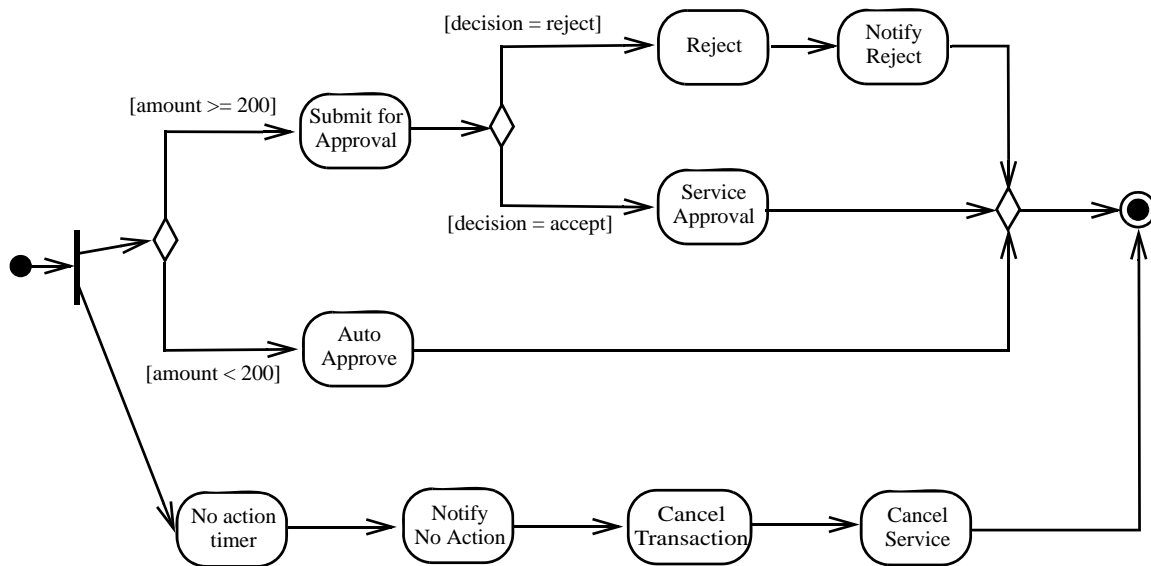 [decision = reject]
Reject
Notify
Reject
[amount >= 200]
Submit for
Approval
[decision = accept]
Service
Approval
Auto
Approve
[amount < 200]
No action
timer
Notify
No Action
Cancel
Transaction
Cancel
Service